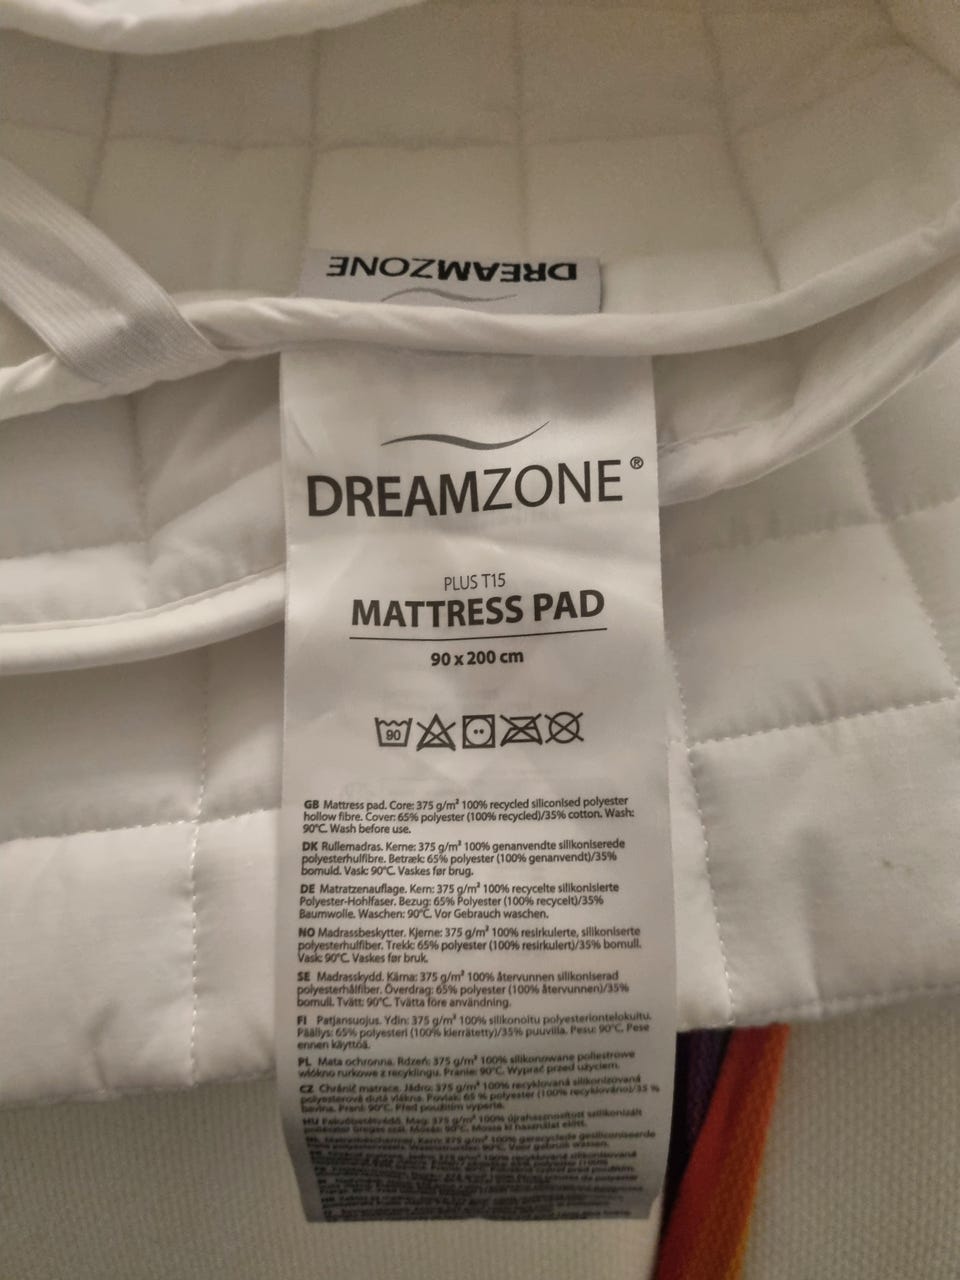 DREAMZONE
DREAMZONE®
PLUS T15
MATTRESS PAD
90 x 200 cm
90
GB Mattress pad. Core: 375 g/m² 100% recycled siliconised polyester
hollow fibre. Cover: 65% polyester (100% recycled)/35% cotton. Wash:
90°C. Wash before use.
DK Rullemadras. Kerne: 375 g/m² 100% genanvendte silikoniserede
polyesterhulfibre. Betræk: 65% polyester (100% genanvendt)/35%
bomuld. Vask: 90°C. Vaskes før brug.
DE Matratzenauflage. Kern: 375 g/m² 100% recycelte silikonisierte
Polyester-Hohlfaser. Bezug: 65% Polyester (100% recycelt)/35%
Baumwolle. Waschen: 90°C. Vor Gebrauch waschen.
NO Madrassbeskytter. Kjerne: 375 g/m² 100% resirkulerte, silikoniserte
polyesterhulfiber. Trekk: 65% polyester (100% resirkulert)/35% bomull.
Vask: 90°C. Vaskes før bruk.
SE Madrasskydd. Kärna: 375 g/m² 100% återvunnen silikoniserad
polyesterhålfiber. Överdrag: 65% polyester (100% återvunnen)/35%
bomull. Tvätt: 90°C. Tvätta före användning.
FI Patjansuojus. Ydin: 375 g/m² 100% silikonoitu polyesteriontelokuitu.
Päällys: 65% polyesteri (100% kierrätetty)/35% puuvilla. Pesu: 90°C. Pese
ennen käyttöä.
PL Mata ochronna. Rdzeń: 375 g/m² 100% silikonowane poliestrowe
włókno rurkowe z recyklingu. Pranie: 90°C. Wyprać przed użyciem.
CZ Chránič matrace. Jádro: 375 g/m² 100% recyklovaná silikonizovaná
polyesterová dutá vlákna. Povlak: 65 % polyester (100% recyklováno)/35 %
bavlna. Praní: 90°C. Před použitím vyperte.
HU 375 g/m² 100%